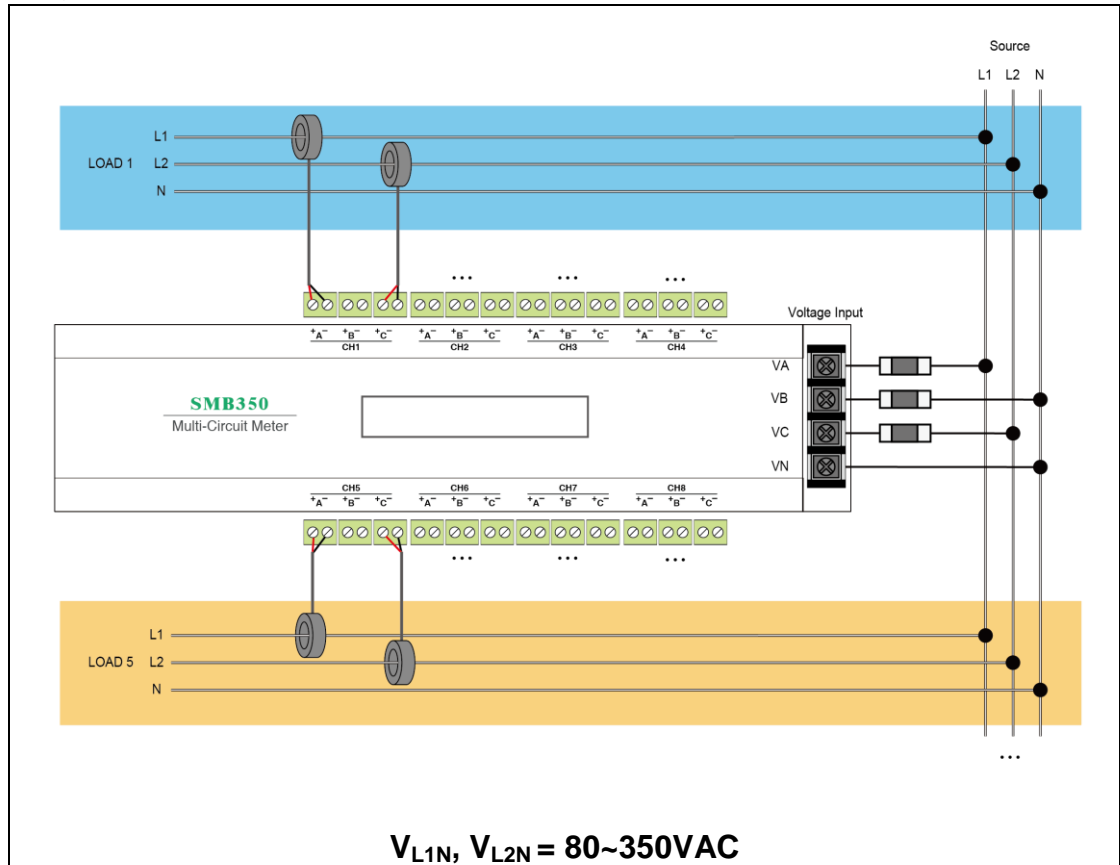 Source
L1 L2 N
L1
LOAD 1 L2
N
... ... ...
Voltage Input
+A- +B- +C- +A- +B- +C- +A- +B- +C- +A- +B- +C-
CH1 CH2 CH3 CH4
VA
SMB350
VB
Multi-Circuit Meter
VC
VN
CH5 CH6 CH7 CH8
+A- +B- +C- +A- +B- +C- +A- +B- +C- +A- +B- +C-
... ... ...
L1
LOAD 5 L2
N
...
VL1N, VL2N = 80~350VAC